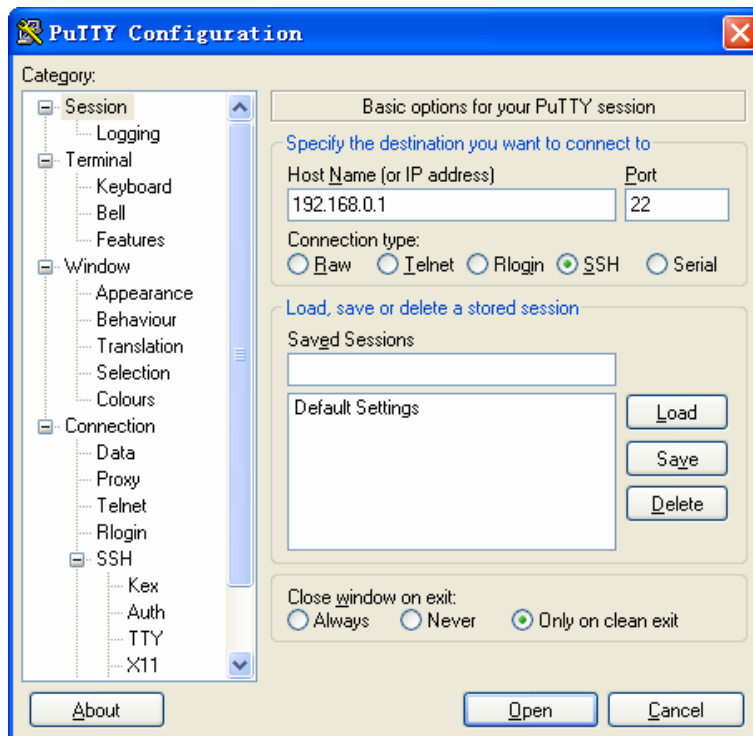 PuTTY Configuration
Category:
Session
Logging
Terminal
Keyboard
Bell
Features
Window
Appearance
Behaviour
Translation
Selection
Colours
Connection
Data
Proxy
Telnet
Rlogin
SSH
Kex
Auth
TTY
X11
Basic options for your PuTTY session
Specify the destination you want to connect to
Host Name (or IP address) Port
192.168.0.1 22
Connection type:
Raw Telnet Rlogin SSH Serial
Load, save or delete a stored session
Saved Sessions
Default Settings
Load
Save
Delete
Close window on exit:
Always Never Only on clean exit
About Open Cancel